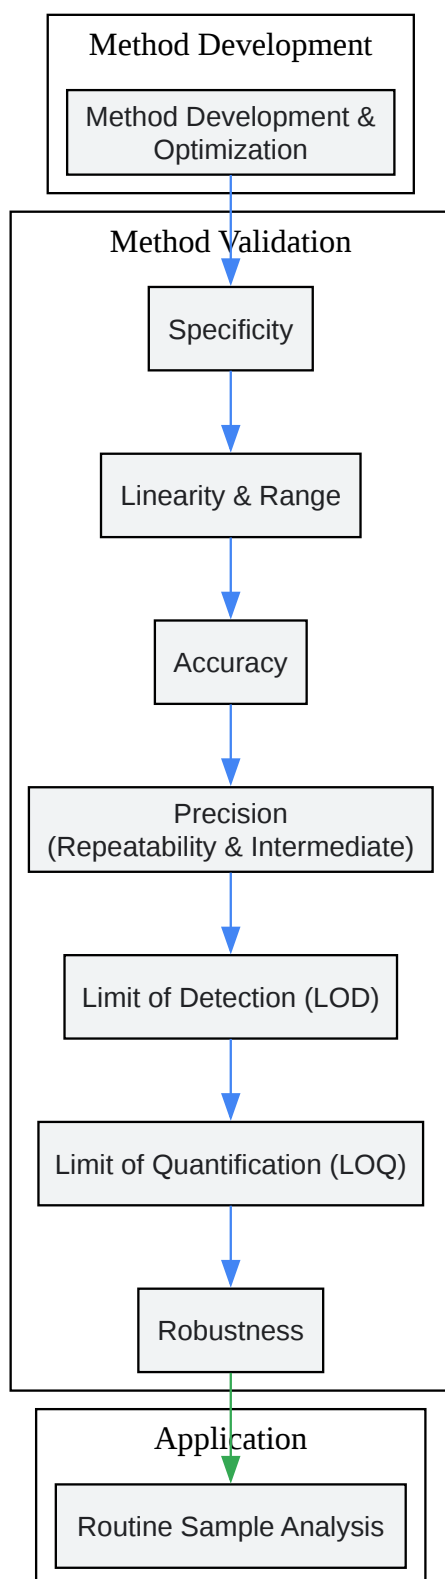 Method Development
Method Development &
Optimization
Method Validation
Specificity
Linearity & Range
Accuracy
Precision
(Repeatability & Intermediate)
Limit of Detection (LOD)
Limit of Quantification (LOQ)
Robustness
Application
Routine Sample Analysis